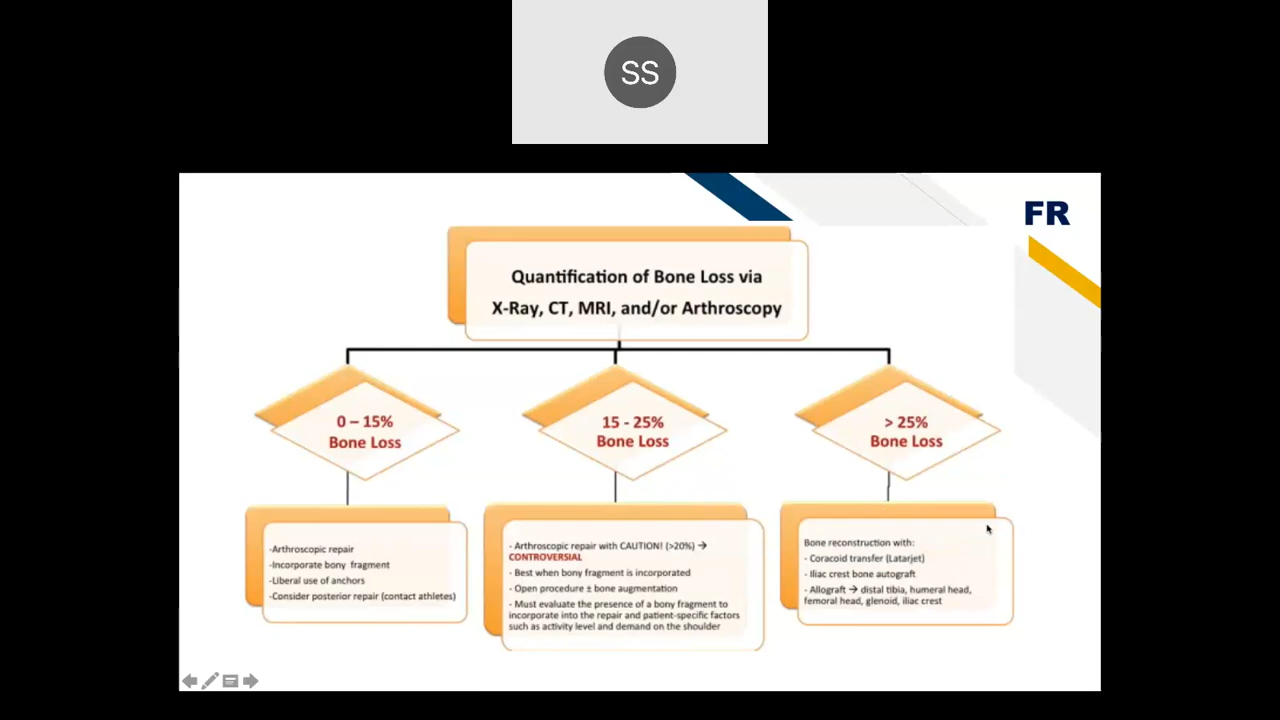 SS
FR
Quantification of Bone Loss via
X-Ray, CT, MRI, and/or Arthroscopy
0 – 15%
Bone Loss
15 - 25%
Bone Loss
> 25%
Bone Loss
-Arthroscopic repair
-Incorporate bony fragment
-Liberal use of anchors
-Consider posterior repair (contact athletes)
- Arthroscopic repair with CAUTION! (>20%) →
CONTROVERSIAL
- Best when bony fragment is incorporated
- Open procedure ± bone augmentation
- Must evaluate the presence of a bony fragment to
incorporate into the repair and patient-specific factors
such as activity level and demand on the shoulder
Bone reconstruction with:
- Coracoid transfer (Latarjet)
- Iliac crest bone autograft
- Allograft → distal tibia, humeral head,
femoral head, glenoid, iliac crest